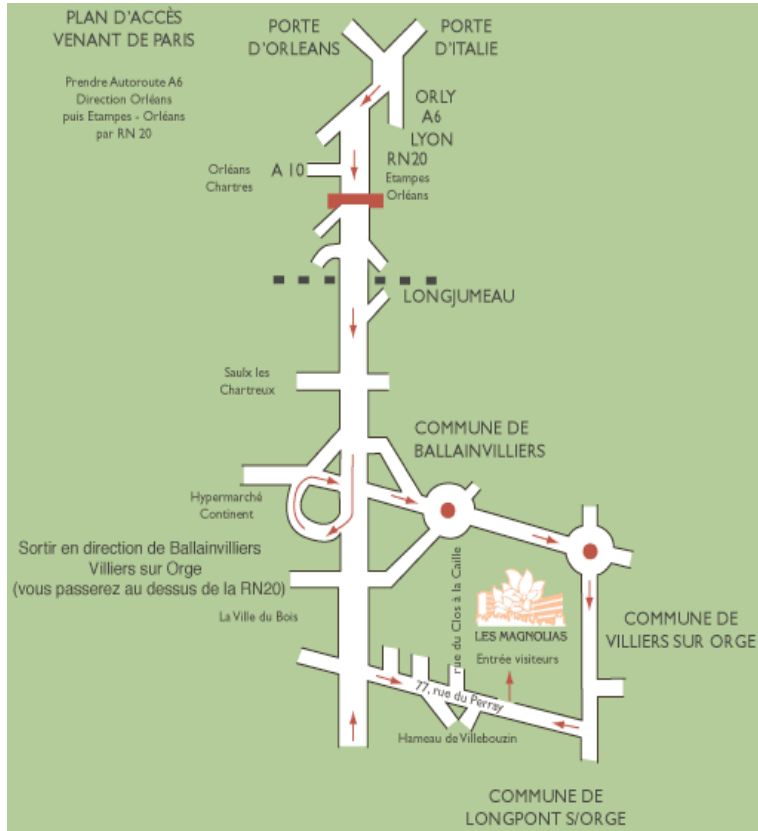 PLAN D'ACCÈS
VENANT DE PARIS
Prendre Autoroute A6
Direction Orléans
puis Etampes - Orléans
par RN 20
PORTE
D'ORLEANS
PORTE
D'ITALIE
ORLY
A6
LYON
RN20
Etampes
Orléans
Orléans
Chartres
A 10
LONGJUMEAU
Saulx les
Chartreux
COMMUNE DE
BALLAINVILLIERS
Hypermarché
Continent
Sortir en direction de Ballainvilliers
Villiers sur Orge
(vous passerez au dessus de la RN20)
La Ville du Bois
rue du Clos à la Caille
LES MAGNOLIAS
Entrée visiteurs
COMMUNE DE
VILLIERS SUR ORGE
77, rue du Perray
Hameau de Villebouzin
COMMUNE DE
LONGPONT S/ORGE